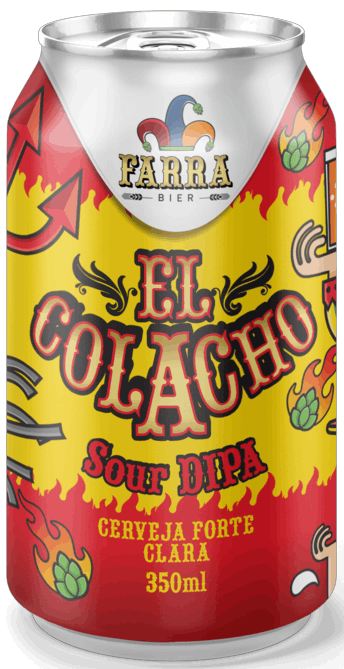 FARRA
BIER
EL
COLACHO
Sour DIPA
CERVEJA FORTE
CLARA
350ml